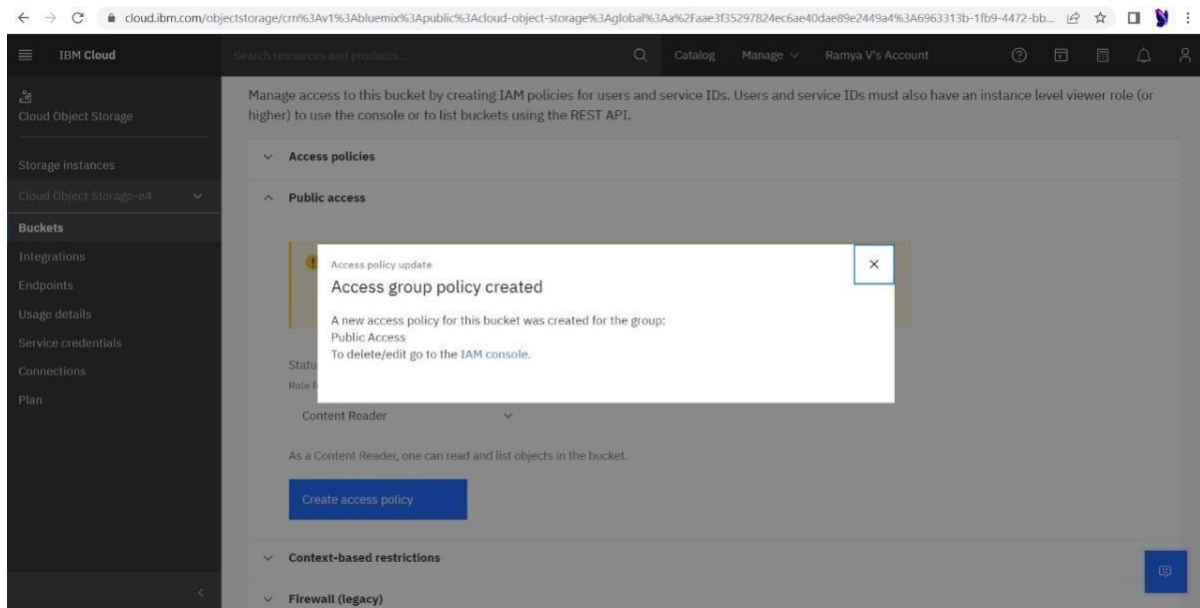 cloud.ibm.com/objectstorage/crn%3Av1%3Abluemix%3Apublic%3Acloud-object-storage%3Aglobal%3Aa%2Faae3f35297824ec6ae40dae89e2449a4%3A6963313b-1fb9-4472-bb...
IBM Cloud
Search resources and products...
Catalog
Manage
Ramya V's Account
Cloud Object Storage
Storage instances
Cloud Object Storage-e4
Buckets
Integrations
Endpoints
Usage details
Service credentials
Connections
Plan
Manage access to this bucket by creating IAM policies for users and service IDs. Users and service IDs must also have an instance level viewer role (or
higher) to use the console or to list buckets using the REST API.
Access policies
Public access
Access policy update
Access group policy created
A new access policy for this bucket was created for the group:
Public Access
To delete/edit go to the IAM console.
Statu
Role f
Content Reader
As a Content Reader, one can read and list objects in the bucket.
Create access policy
Context-based restrictions
Firewall (legacy)